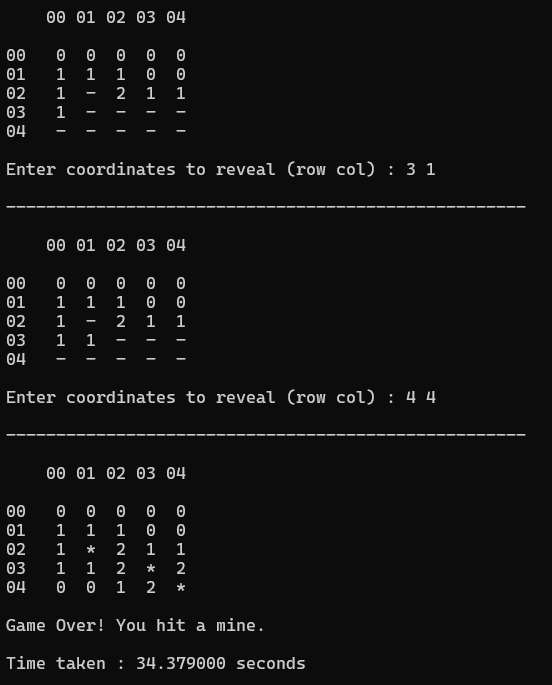 00 01 02 03 04
00   0  0  0  0  0
01   1  1  1  0  0
02   1  -  2  1  1
03   1  -  -  -  -
04   -  -  -  -  -
Enter coordinates to reveal (row col) : 3 1
----------------------------------------------------
    00 01 02 03 04
00   0  0  0  0  0
01   1  1  1  0  0
02   1  -  2  1  1
03   1  1  -  -  -
04   -  -  -  -  -
Enter coordinates to reveal (row col) : 4 4
----------------------------------------------------
    00 01 02 03 04
00   0  0  0  0  0
01   1  1  1  0  0
02   1  *  2  1  1
03   1  1  2  *  2
04   0  0  1  2  *
Game Over! You hit a mine.
Time taken : 34.379000 seconds